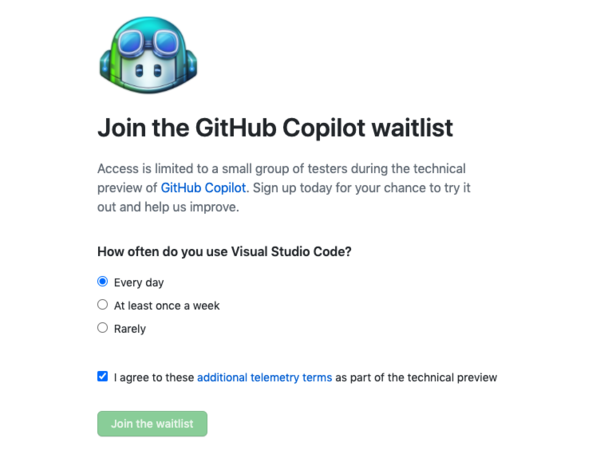 Join the GitHub Copilot waitlist
Access is limited to a small group of testers during the technical
preview of GitHub Copilot. Sign up today for your chance to try it
out and help us improve.
How often do you use Visual Studio Code?
Every day
At least once a week
Rarely
I agree to these additional telemetry terms as part of the technical preview
Join the waitlist